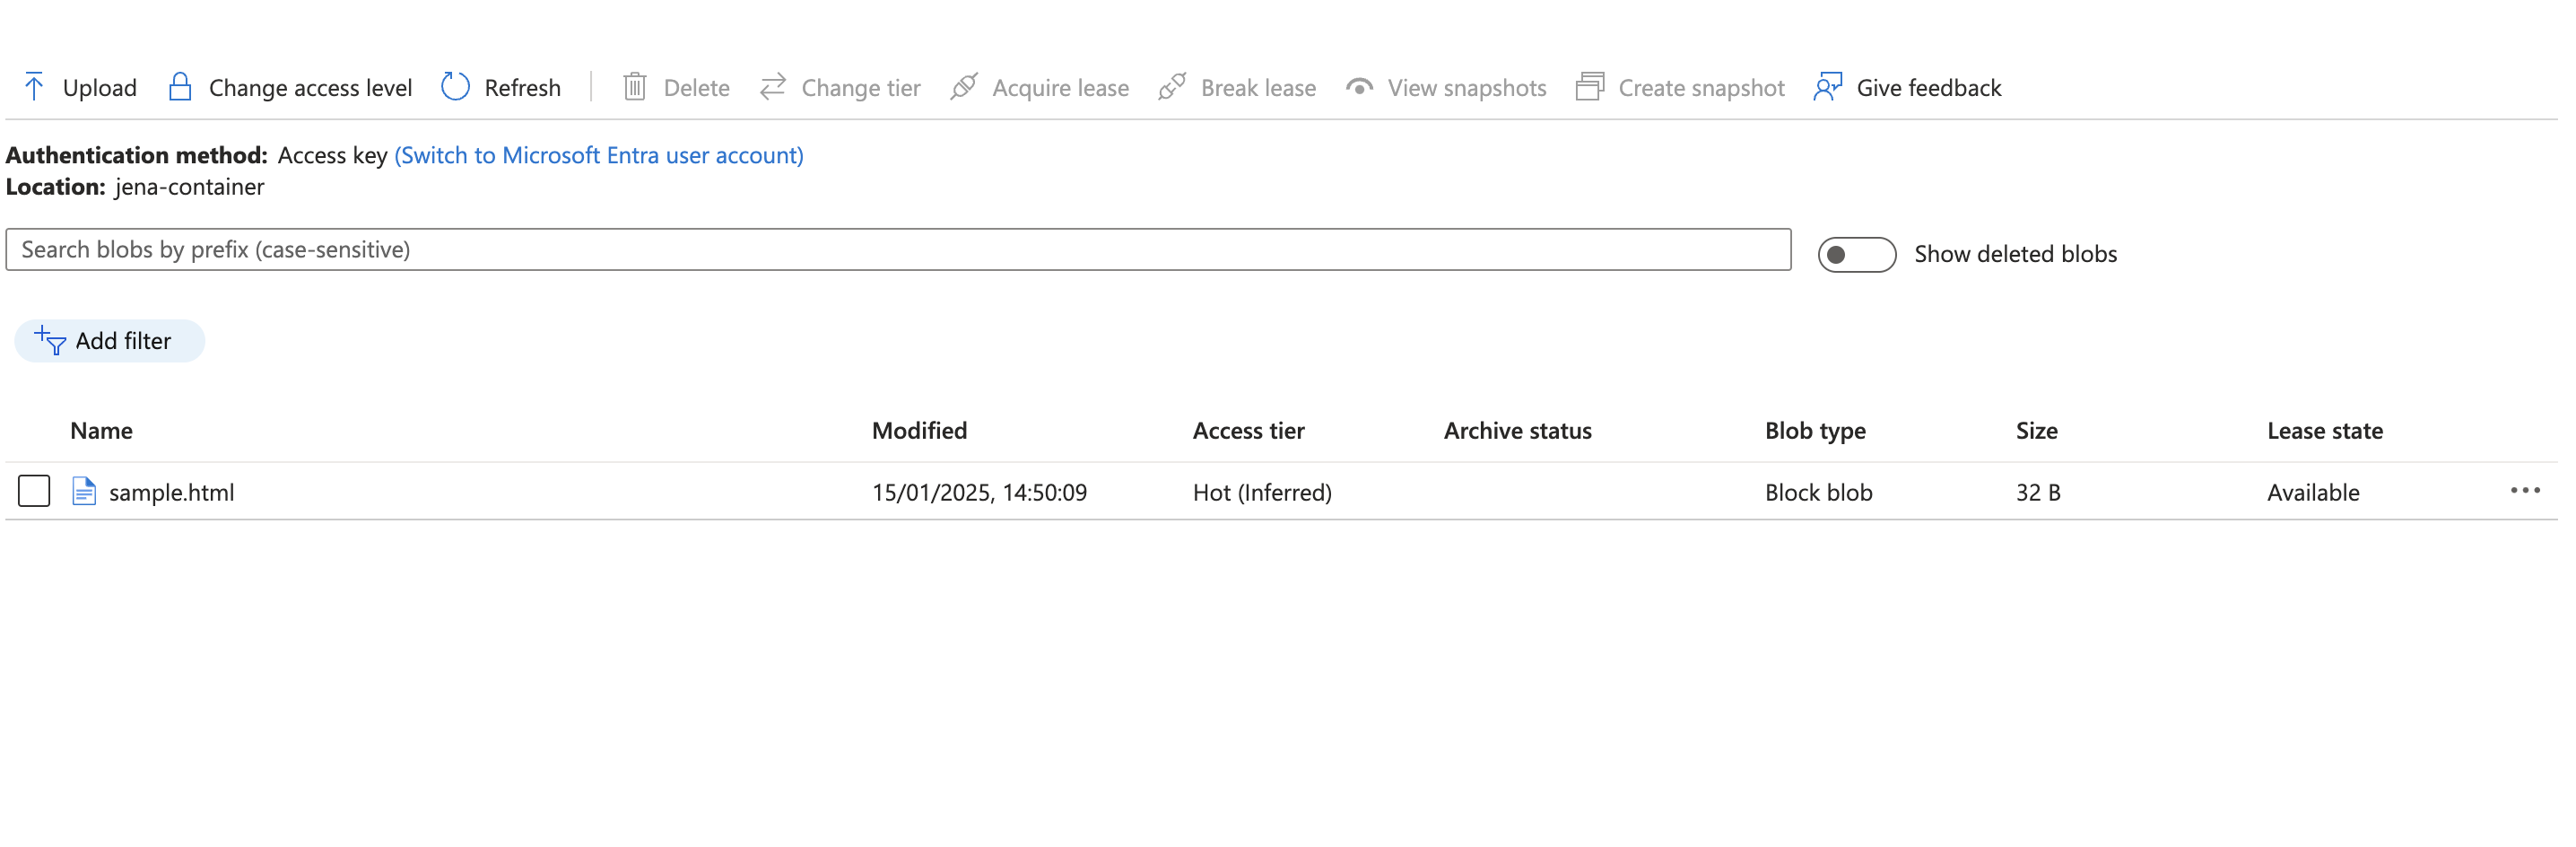 Upload Change access level Refresh Delete Change tier Acquire lease Break lease View snapshots Create snapshot Give feedback
Authentication method: Access key (Switch to Microsoft Entra user account)
Location: jena-container
Search blobs by prefix (case-sensitive) Show deleted blobs
Add filter
Name Modified Access tier Archive status Blob type Size Lease state
sample.html 15/01/2025, 14:50:09 Hot (Inferred) Block blob 32 B Available